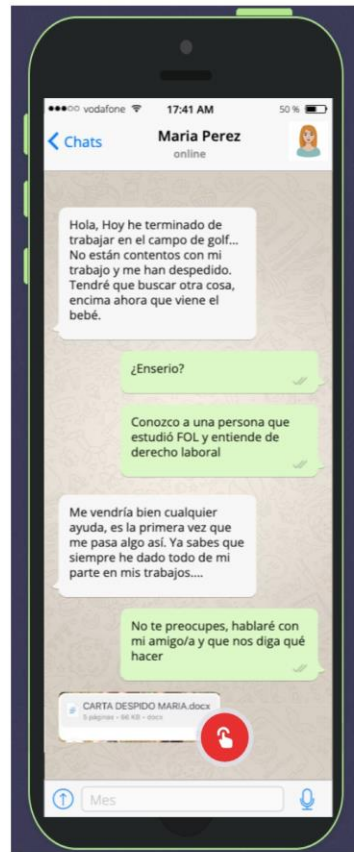 vodafone 17:41 AM 50 %
Chats
Maria Perez
online
Hola, Hoy he terminado de
trabajar en el campo de golf...
No están contentos con mi
trabajo y me han despedido.
Tendré que buscar otra cosa,
encima ahora que viene el
bebé.
¿Enserio?
Conozco a una persona que
estudió FOL y entiende de
derecho laboral
Me vendría bien cualquier
ayuda, es la primera vez que
me pasa algo así. Ya sabes que
siempre he dado todo de mi
parte en mis trabajos....
No te preocupes, hablaré con
mi amigo/a y que nos diga qué
hacer
CARTA DESPIDO MARIA.docx
3 páginas • 66 KB • docx
Mes